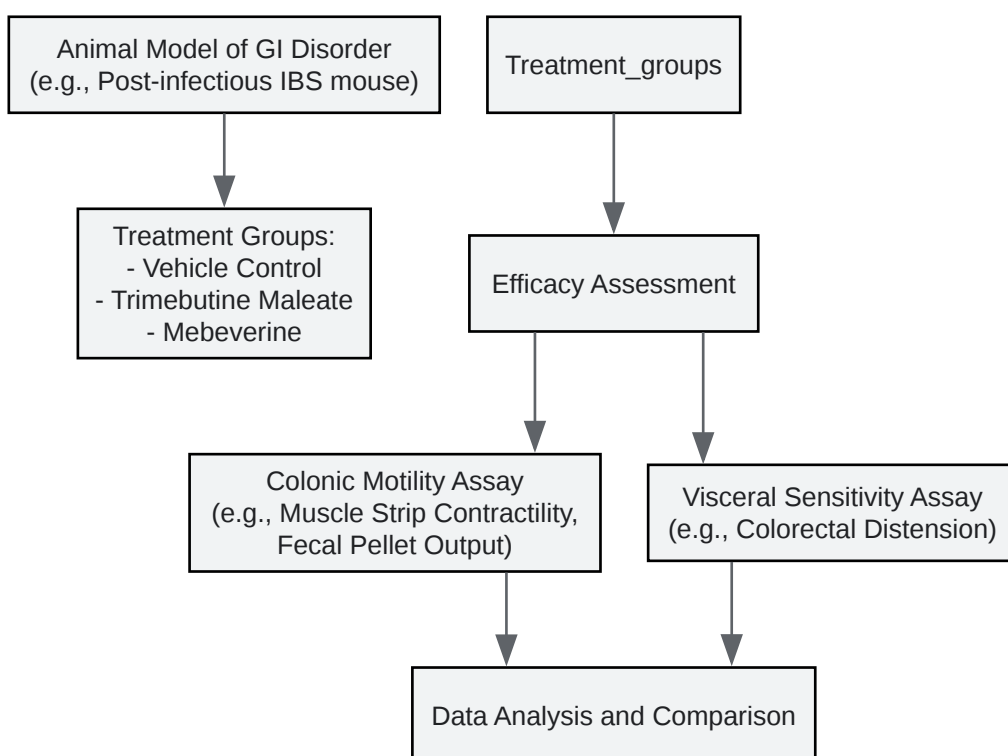 Animal Model of GI Disorder
(e.g., Post-infectious IBS mouse)
Treatment_groups
Treatment Groups:
- Vehicle Control
- Trimebutine Maleate
- Mebeverine
Efficacy Assessment
Colonic Motility Assay
(e.g., Muscle Strip Contractility,
Fecal Pellet Output)
Visceral Sensitivity Assay
(e.g., Colorectal Distension)
Data Analysis and Comparison